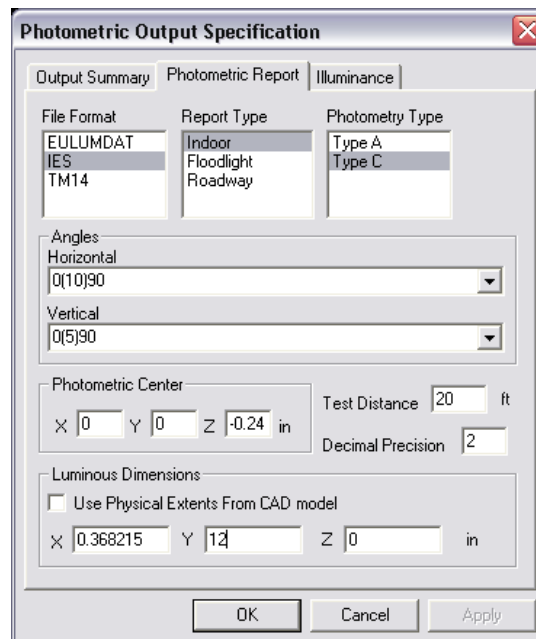 Photometric Output Specification
Output Summary Photometric Report Illuminance
File Format Report Type Photometry Type
EULUMDAT Indoor Type A
IES Floodlight Type C
TM14 Roadway
Angles
Horizontal
0(10)90
Vertical
0(5)90
Photometric Center
X 0 Y 0 Z -0.24 in
Test Distance 20 ft
Decimal Precision 2
Luminous Dimensions
Use Physical Extents From CAD model
X 0.368215 Y 12 Z 0 in
OK Cancel Apply